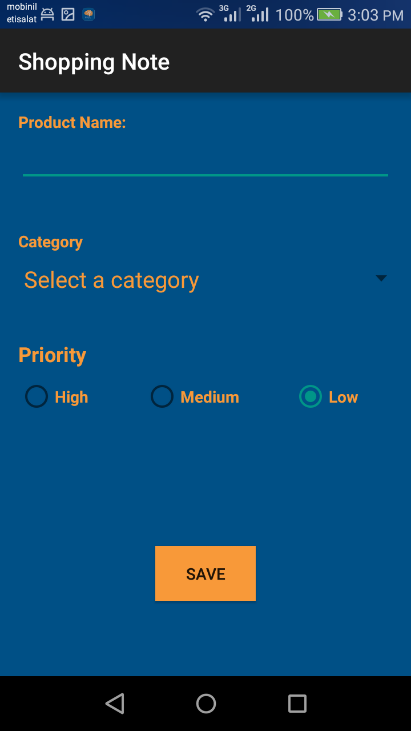 mobinil
etisalat 3G 2G 100% 3:03 PM
Shopping Note
Product Name:
Category
Select a category
Priority
High Medium Low
SAVE